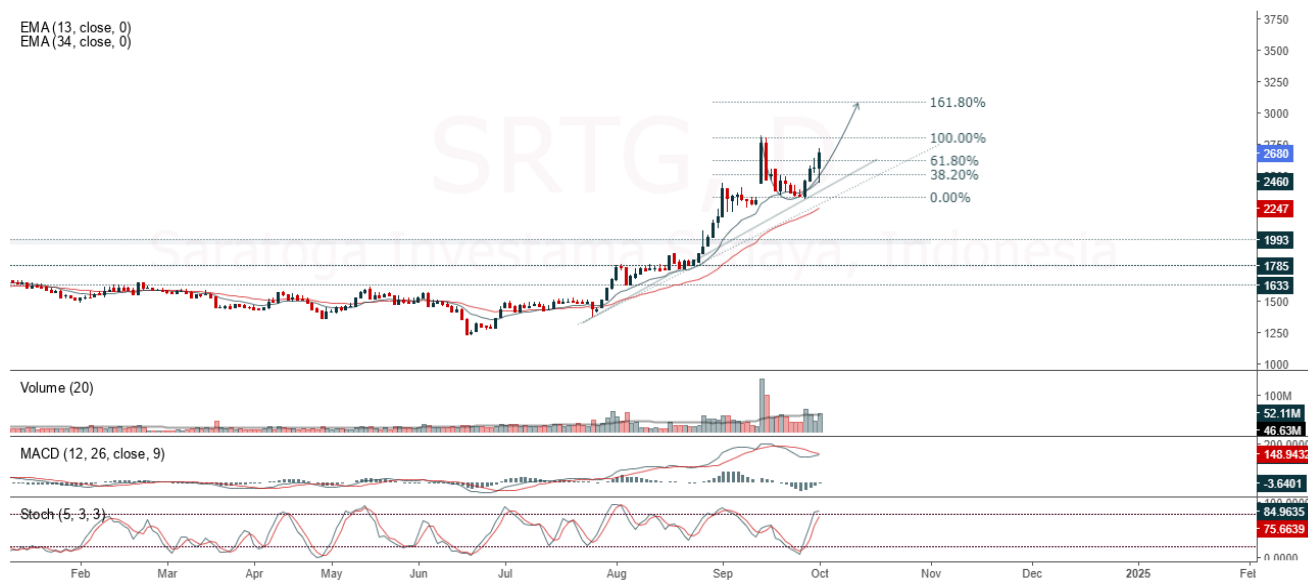 EMA (13, close, 0)
EMA (34, close, 0)
SRTG, D
Saratoga Investama Sedaya, Indonesia
3750
3500
3250
3000
2680
2460
2247
1993
1785
1633
1500
1250
1000
161.80%
100.00%
61.80%
38.20%
0.00%
Volume (20)
100M
52.11M
46.63M
MACD (12, 26, close, 9)
148.9432
-3.6401
Stoch (5, 3, 3)
84.9635
75.6639
0.0000
Feb Mar Apr May Jun Jul Aug Sep Oct Nov Dec 2025